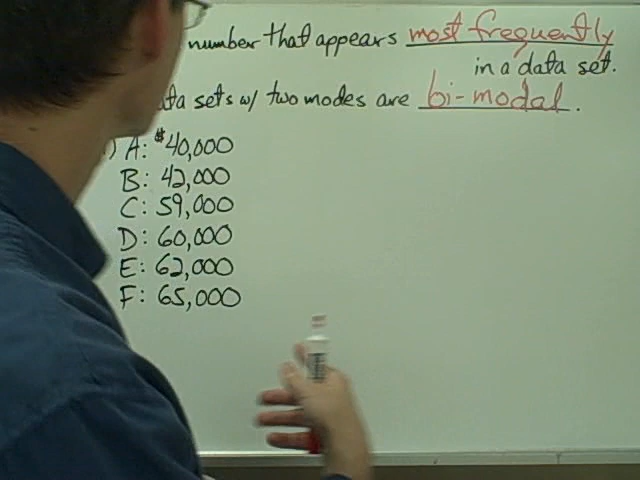 number that appears most frequently
in a data set.
sets w/ two modes are bi-modal.
A: $40,000
B: 42,000
C: 59,000
D: 60,000
E: 62,000
F: 65,000